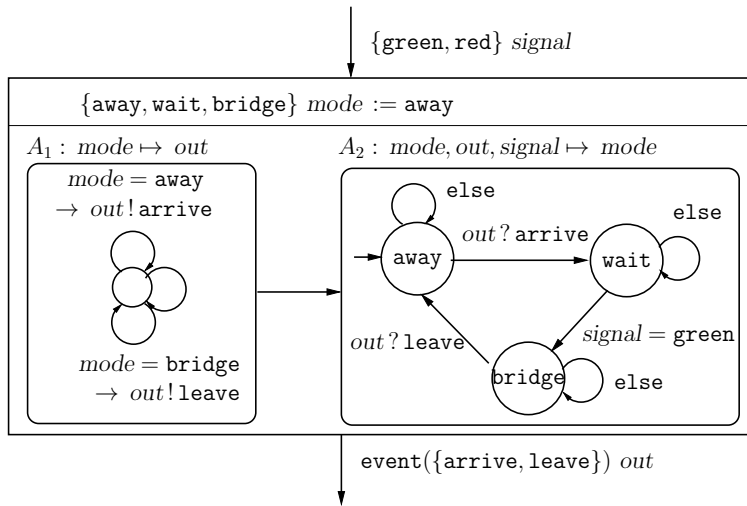 {green, red} signal
{away, wait, bridge} mode := away
A₁ : mode ↦ out
A₂ : mode, out, signal ↦ mode
mode = away
→ out ! arrive
else
out ? arrive
else
away
wait
out ? leave
signal = green
mode = bridge
→ out ! leave
bridge
else
event({arrive, leave}) out